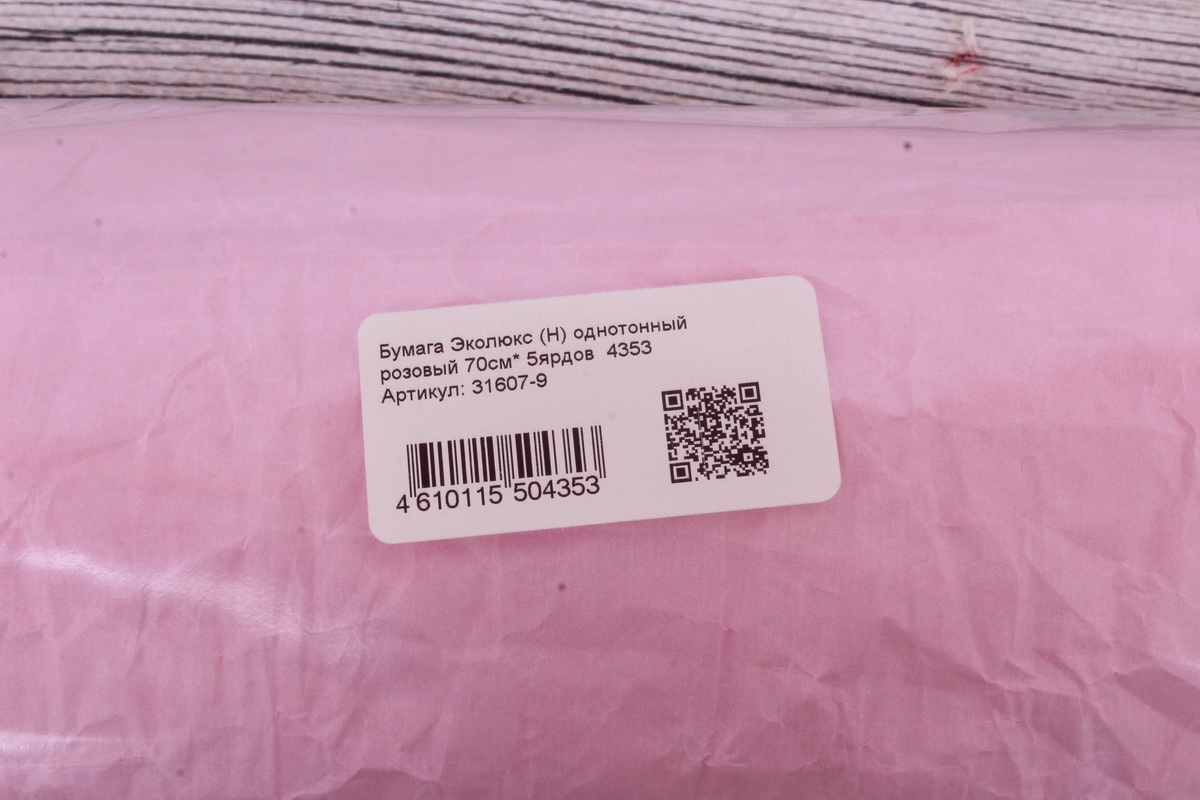 Бумага Эколюкс (Н) однотонный
розовый 70см* 5ярдов 4353
Артикул: 31607-9
4 610115 504353